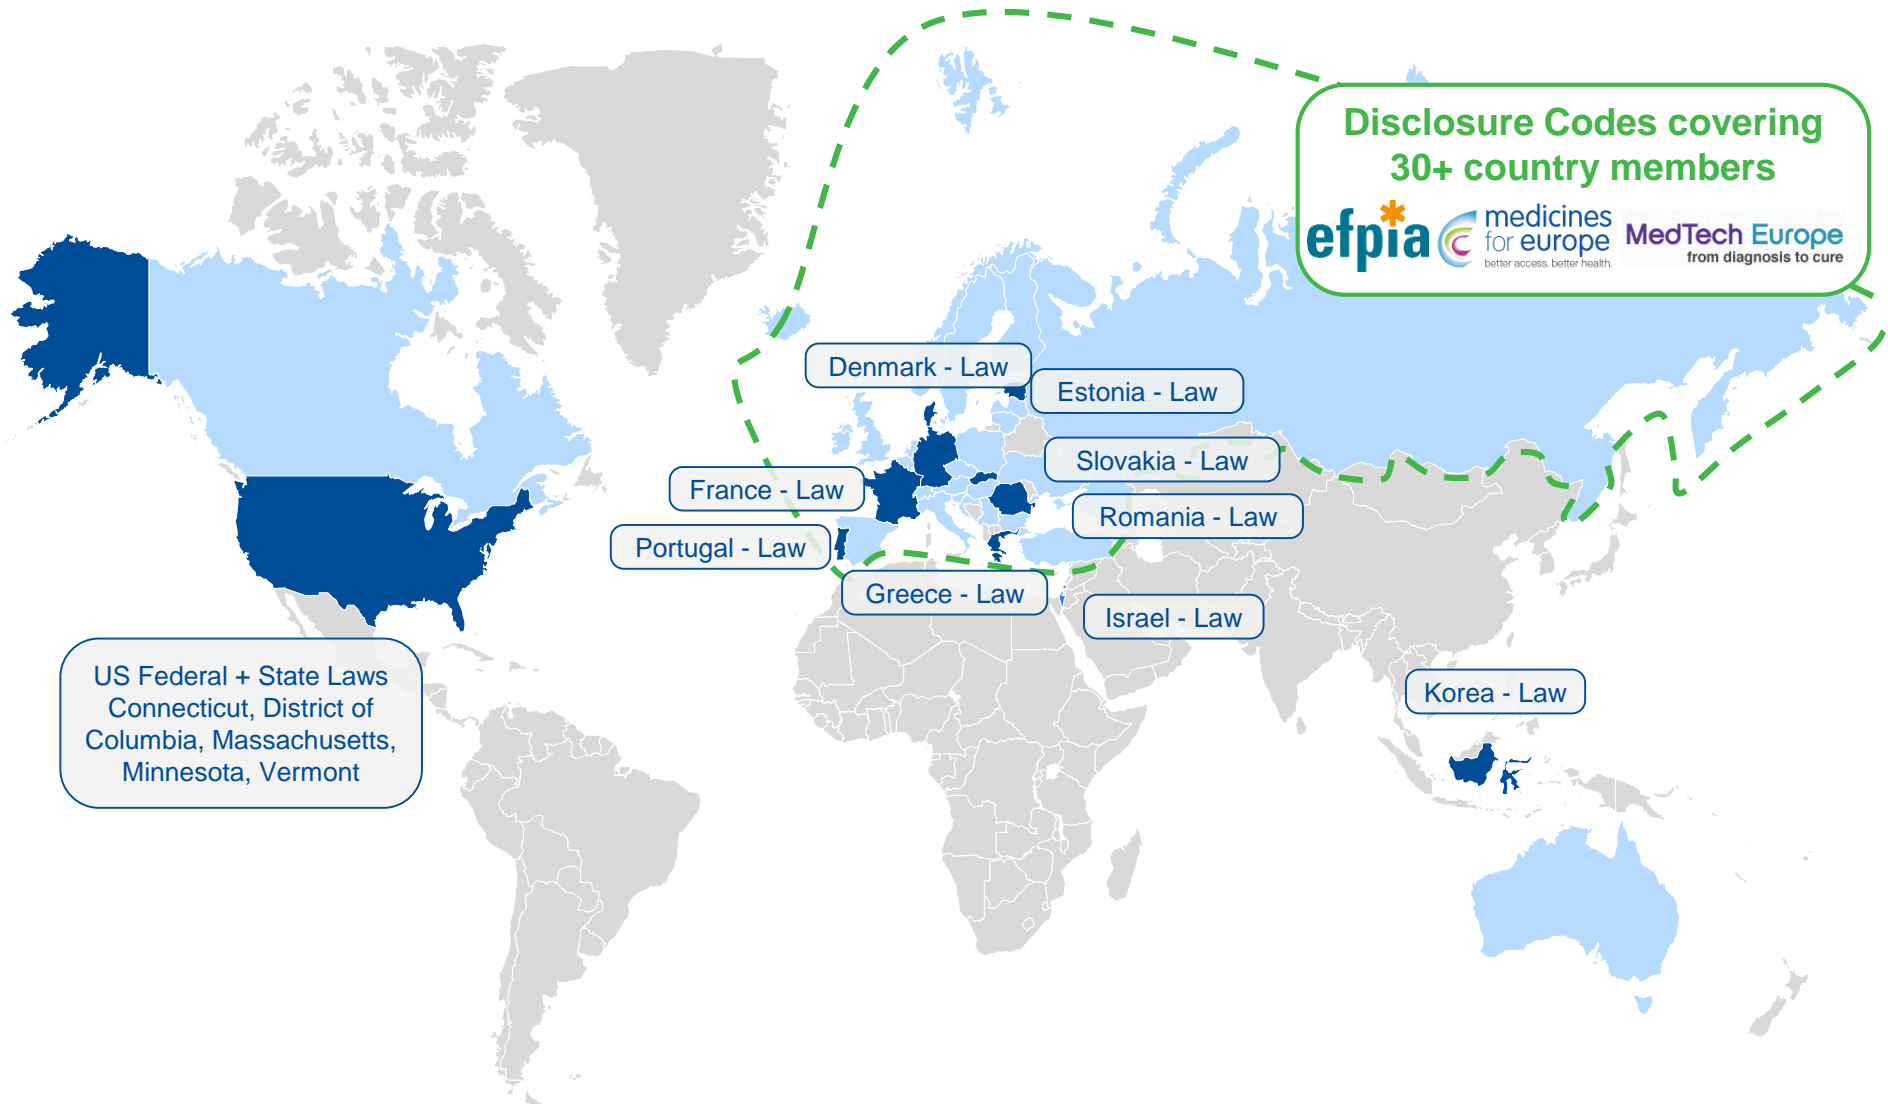 Disclosure Codes covering
30+ country members
efpia
medicines
for europe
better access. better health.
MedTech Europe
from diagnosis to cure
Denmark - Law
Estonia - Law
Slovakia - Law
France - Law
Romania - Law
Portugal - Law
Greece - Law
Israel - Law
US Federal + State Laws
Connecticut, District of
Columbia, Massachusetts,
Minnesota, Vermont
Korea - Law